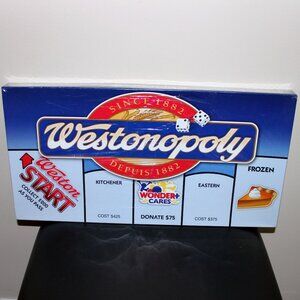 SINCE 1882
Westonopoly
DEPUIS 1882
Weston
START
COLLECT $1000
AS YOU PASS
KITCHENER
COST $425
WONDER+
CARES
DONATE $75
EASTERN
COST $375
FROZEN